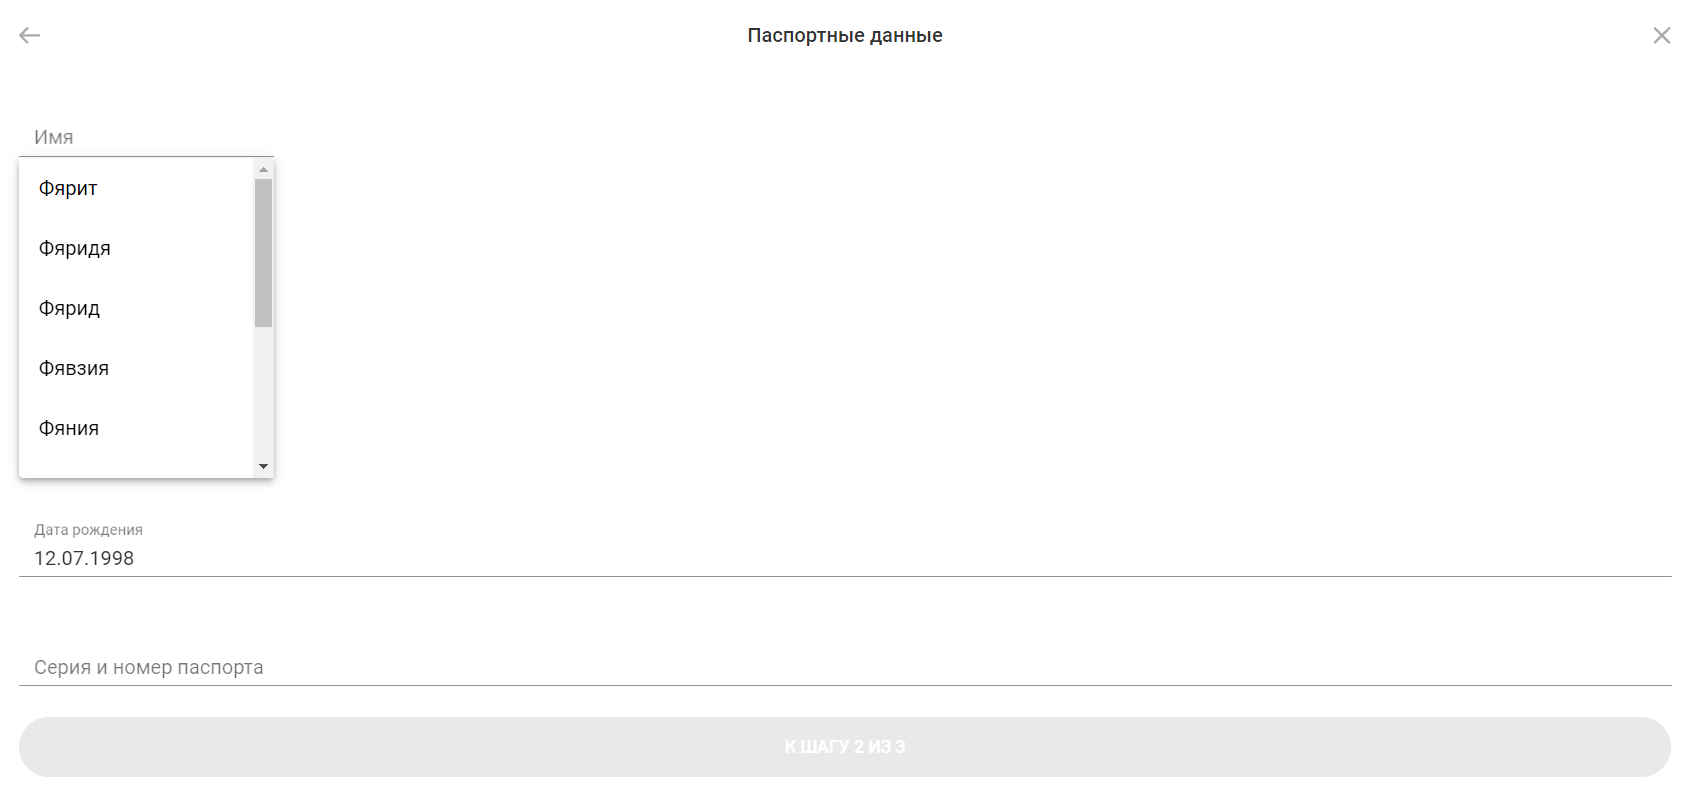 Паспортные данные
Имя
Фярит
Фяридя
Фярид
Фявзия
Фяния
Дата рождения
12.07.1998
Серия и номер паспорта
К ШАГУ 2 ИЗ 3